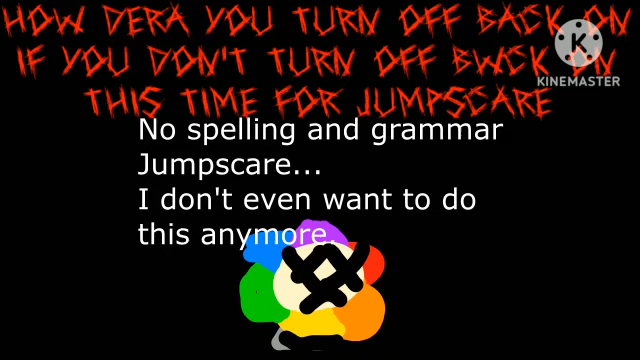 HOW DERA YOU TURN OFF BACK ON
IF YOU DON'T TURN OFF BWCK ON
THIS TIME FOR JUMPSCARE
KINEMASTER
No spelling and grammar
Jumpscare...
I don't even want to do
this anymore.